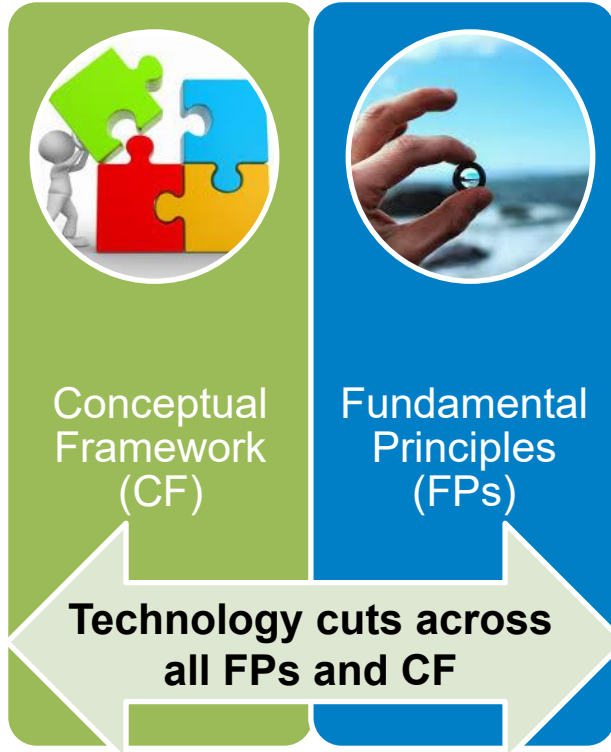 Conceptual
Framework
(CF)
Fundamental
Principles
(FPs)
Technology cuts across
all FPs and CF